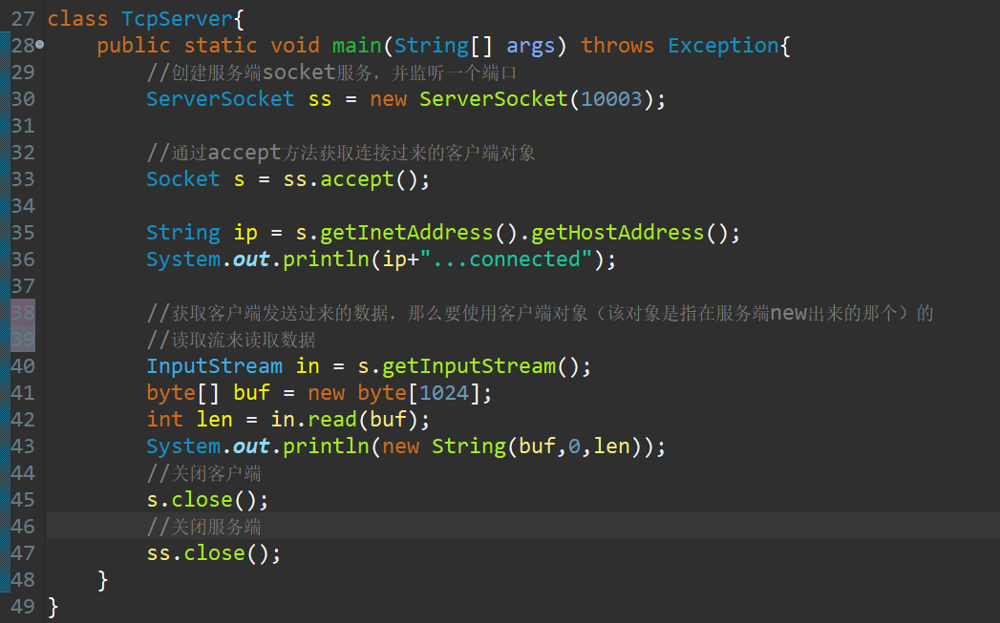 27 class TcpServer{
28 public static void main(String[] args) throws Exception{
29 //创建服务端socket服务，并监听一个端口
30 ServerSocket ss = new ServerSocket(10003);
31
32 //通过accept方法获取连接过来的客户端对象
33 Socket s = ss.accept();
34
35 String ip = s.getInetAddress().getHostAddress();
36 System.out.println(ip+"...connected");
37
38 //获取客户端发送过来的数据，那么要使用客户端对象（该对象是指在服务端new出来的那个）的
39 //读取流来读取数据
40 InputStream in = s.getInputStream();
41 byte[] buf = new byte[1024];
42 int len = in.read(buf);
43 System.out.println(new String(buf,0,len));
44 //关闭客户端
45 s.close();
46 //关闭服务端
47 ss.close();
48 }
49 }